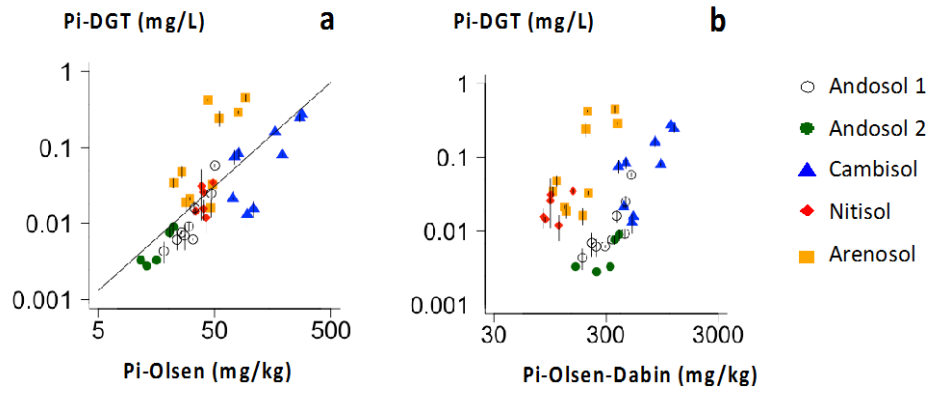 Pi-DGT (mg/L)
a
1
0.1
0.01
0.001
5
50
500
Pi-Olsen (mg/kg)
Pi-DGT (mg/L)
b
1
0.1
0.01
0.001
30
300
3000
Pi-Olsen-Dabin (mg/kg)
Andosol 1
Andosol 2
Cambisol
Nitisol
Arenosol